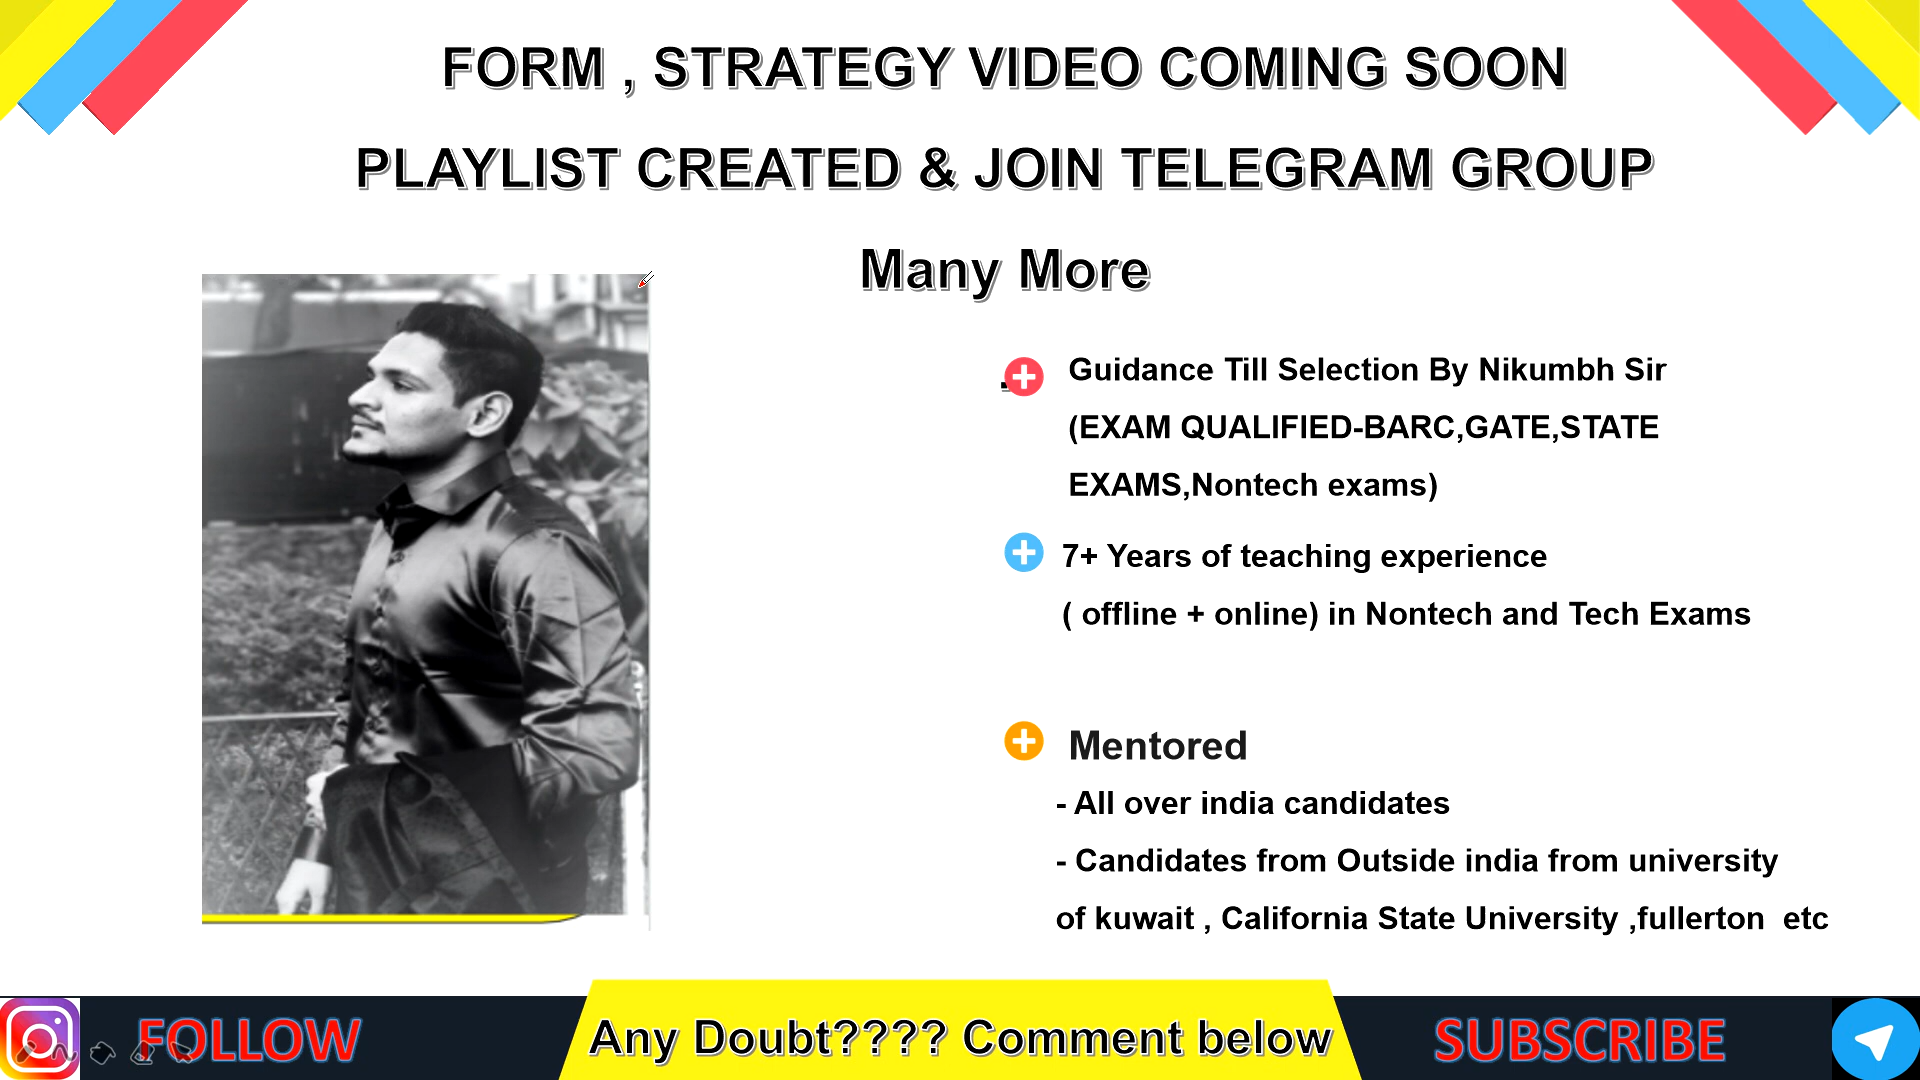 FORM , STRATEGY VIDEO COMING SOON
PLAYLIST CREATED & JOIN TELEGRAM GROUP
Many More
Guidance Till Selection By Nikumbh Sir
(EXAM QUALIFIED-BARC,GATE,STATE
EXAMS,Nontech exams)
7+ Years of teaching experience
( offline + online) in Nontech and Tech Exams
Mentored
- All over india candidates
- Candidates from Outside india from university
of kuwait , California State University ,fullerton etc
FOLLOW
Any Doubt???? Comment below
SUBSCRIBE